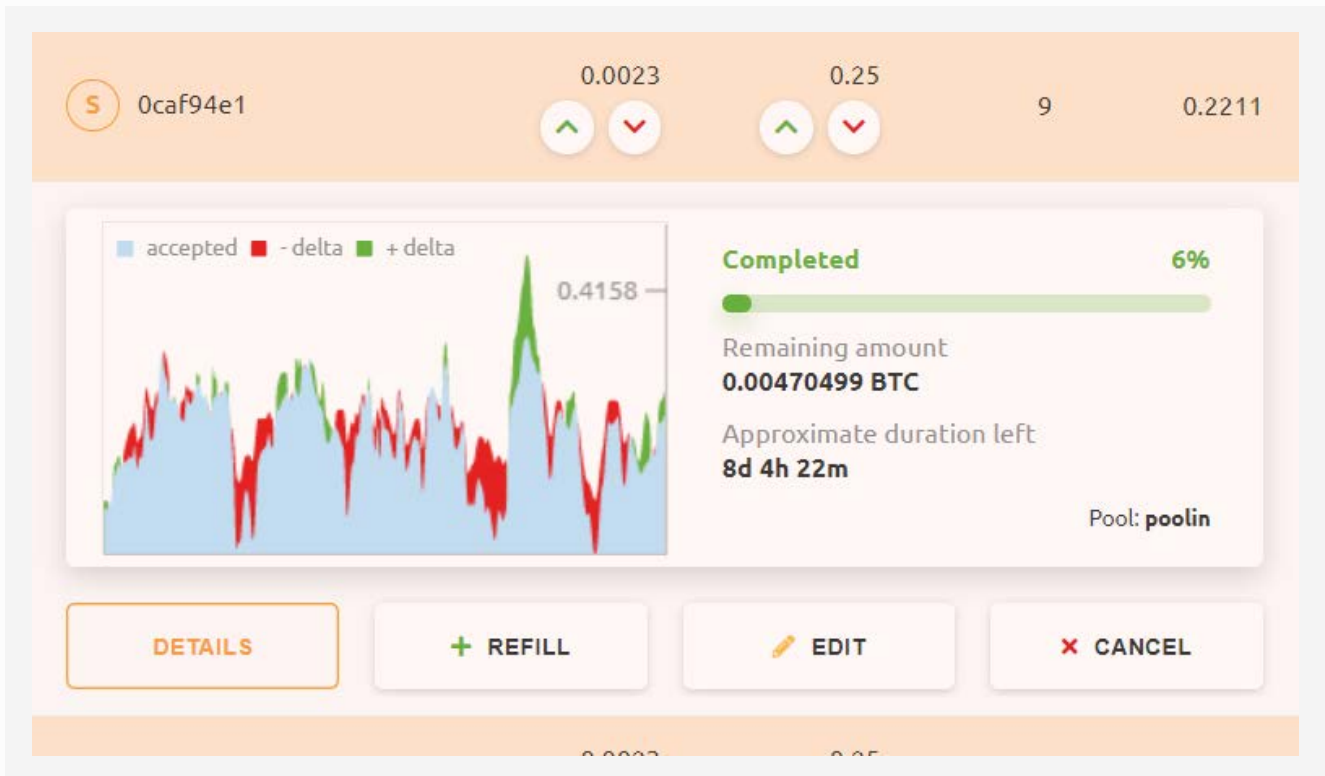 S 0caf94e1 0.0023 0.25 9 0.2211
accepted - delta + delta
0.4158
Completed 6%
Remaining amount
0.00470499 BTC
Approximate duration left
8d 4h 22m
Pool: poolin
DETAILS + REFILL EDIT × CANCEL